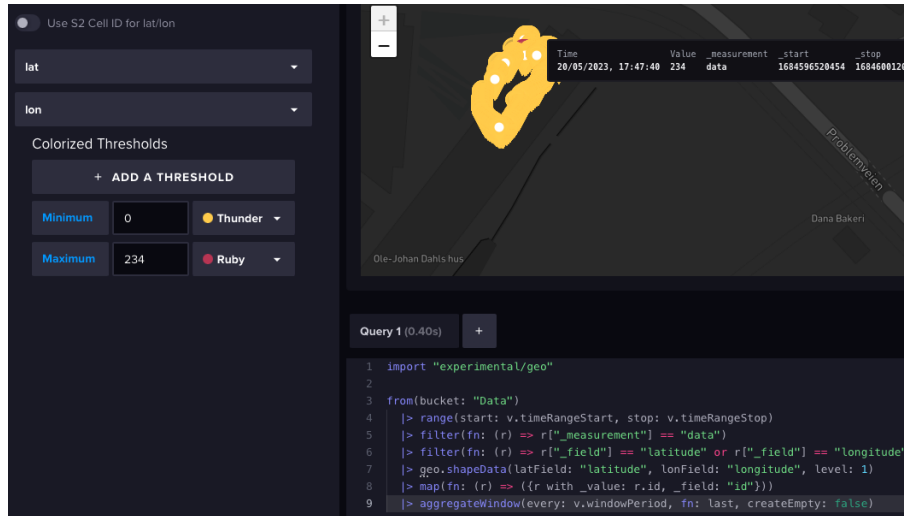 Use S2 Cell ID for lat/lon
lat
lon
Colorized Thresholds
+ ADD A THRESHOLD
Minimum 0 Thunder
Maximum 234 Ruby
+
−
1
Time Value _measurement _start _stop
20/05/2023, 17:47:40 234 data 1684596520454 168460012
Problemveien
Dana Bakeri
Ole-Johan Dahls hus
Query 1 (0.40s) +
1 import "experimental/geo"
2
3 from(bucket: "Data")
4 |> range(start: v.timeRangeStart, stop: v.timeRangeStop)
5 |> filter(fn: (r) => r["_measurement"] == "data")
6 |> filter(fn: (r) => r["_field"] == "latitude" or r["_field"] == "longitude"
7 |> geo.shapeData(latField: "latitude", lonField: "longitude", level: 1)
8 |> map(fn: (r) => ({r with _value: r.id, _field: "id"}))
9 |> aggregateWindow(every: v.windowPeriod, fn: last, createEmpty: false)